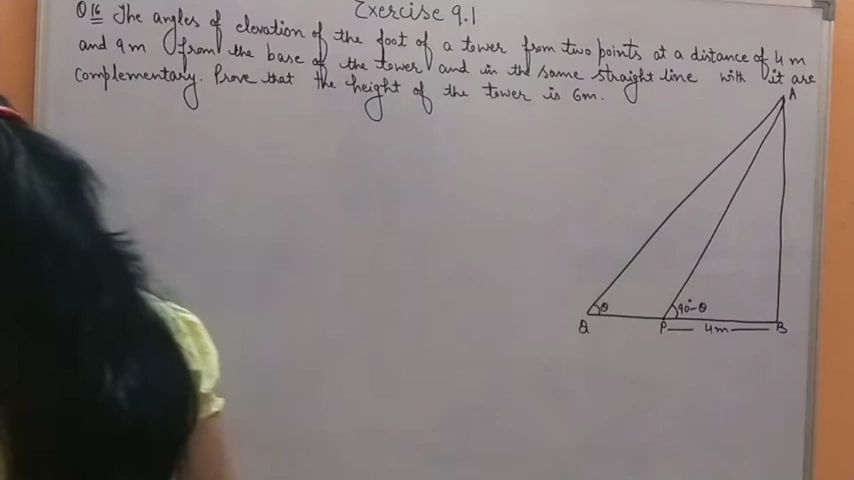 Exercise 9.1
Q 16 The angles of elevation of the foot of a tower from two points at a distance of 4 m
and 9m from the base of the tower and in the same straight line with it are
complementary. Prove that the height of the tower is 6m.
A
θ
90°-θ
Q
P
4m
B